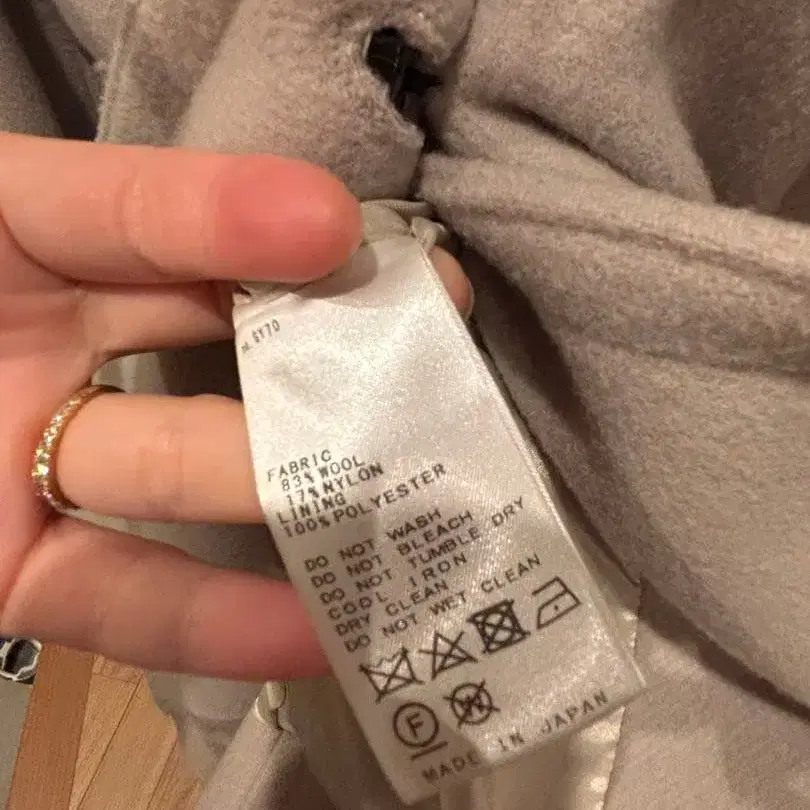 FABRIC
83%WOOL
17%NYLON
LINING
100%POLYESTER
DO NOT WASH
DO NOT BLEACH
DO NOT TUMBLE DRY
COOL IRON
DRY CLEAN
DO NOT WET CLEAN
F
W
MADE IN JAPAN